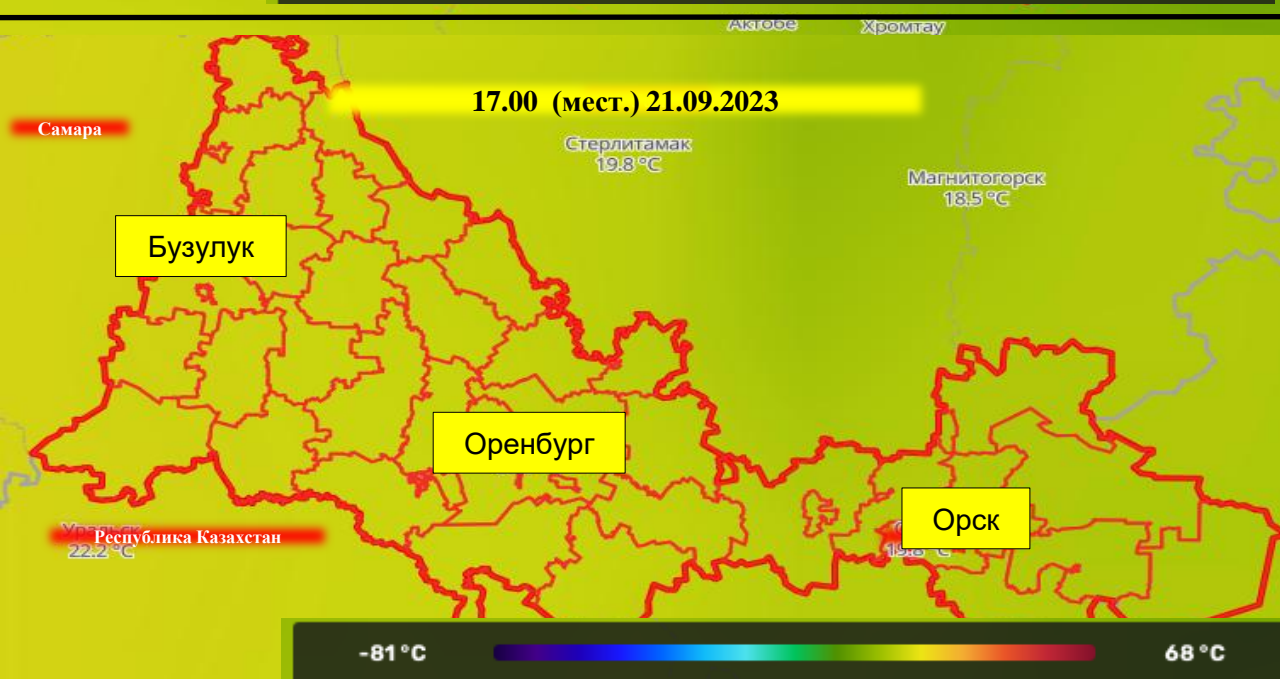 Актобе
Хромтау
17.00 (мест.) 21.09.2023
Самара
Стерлитамак
19.8 °C
Магнитогорск
18.5 °C
Бузулук
Оренбург
Орск
19.8 °C
Уральск
Республика Казахстан
22.2 °C
-81 °C
68 °C